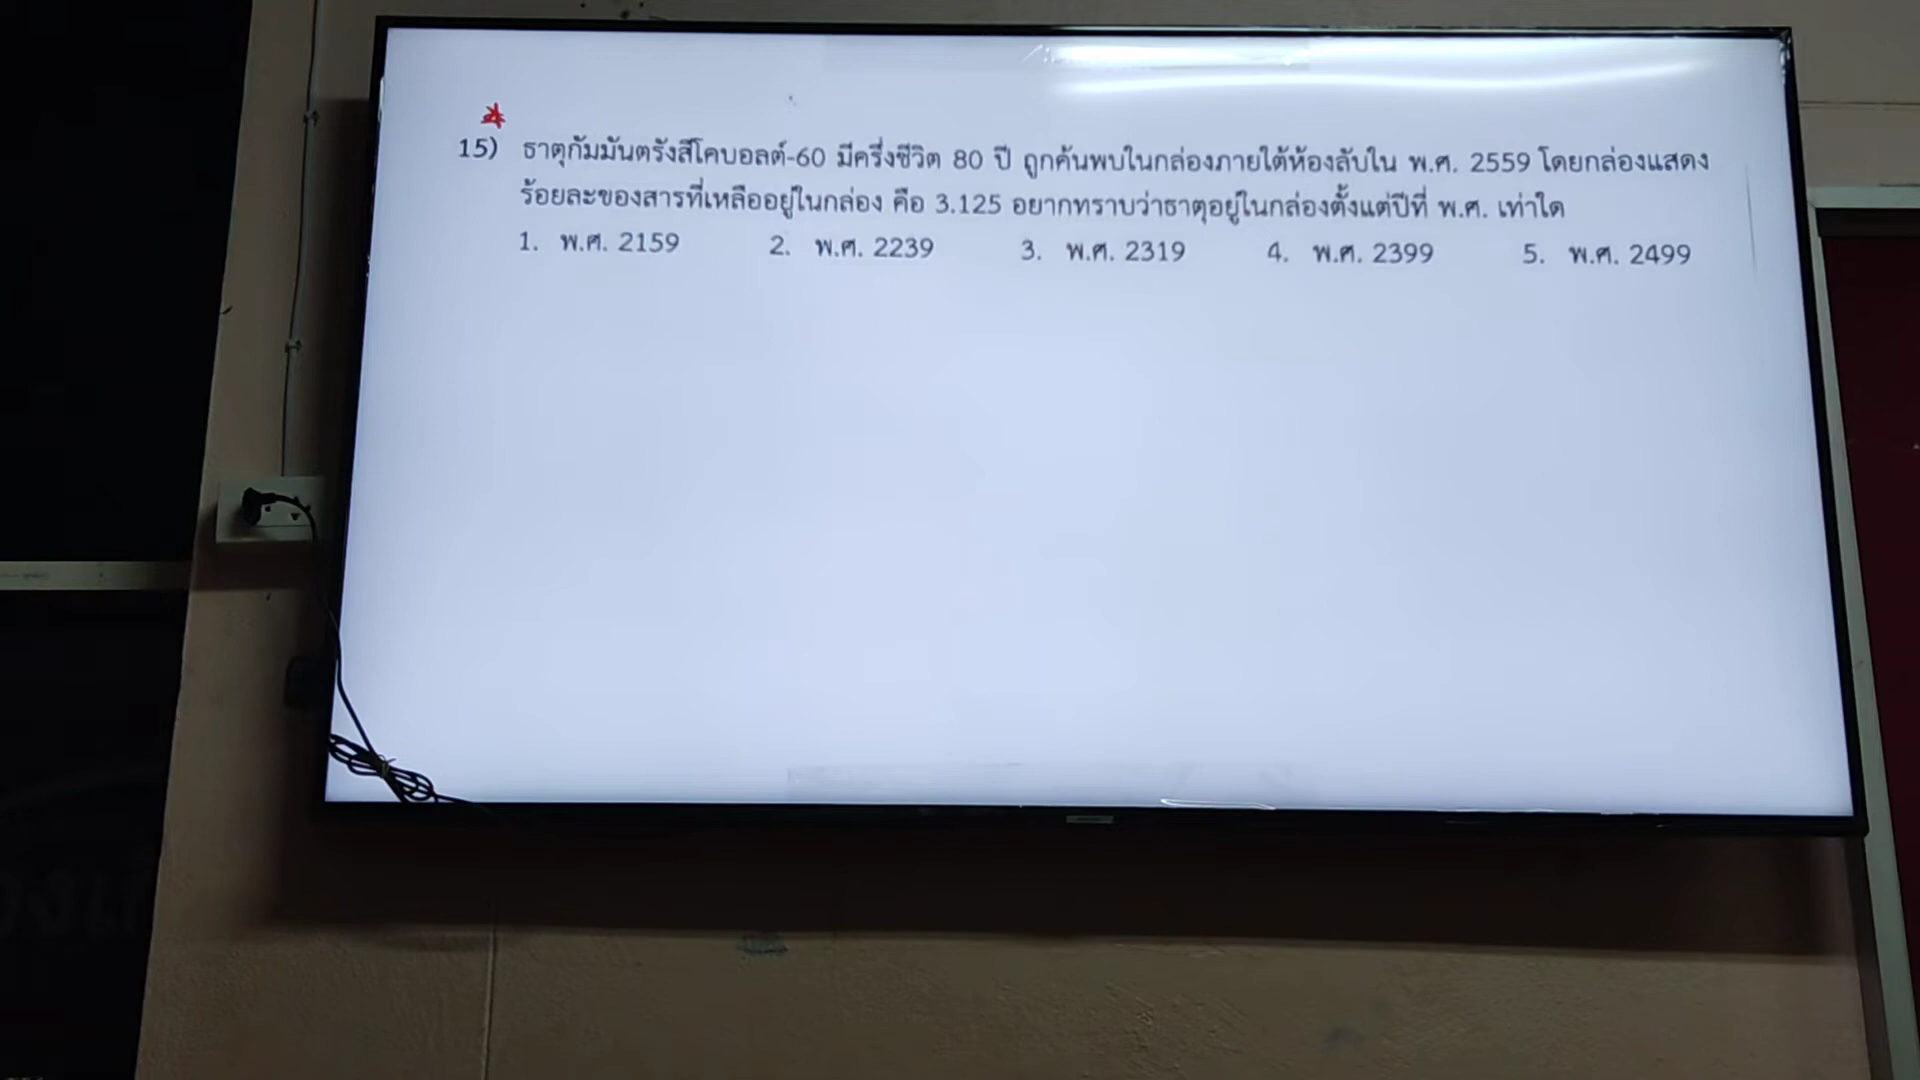 15) ธาตุกัมมันตรังสีโคบอลต์-60 มีครึ่งชีวิต 80 ปี ถูกค้นพบในกล่องภายใต้ห้องลับใน พ.ศ. 2559 โดยกล่องแสดง
ร้อยละของสารที่เหลืออยู่ในกล่อง คือ 3.125 อยากทราบว่าธาตุอยู่ในกล่องตั้งแต่ปีที่ พ.ศ. เท่าใด
1. พ.ศ. 2159 2. พ.ศ. 2239 3. พ.ศ. 2319 4. พ.ศ. 2399 5. พ.ศ. 2499